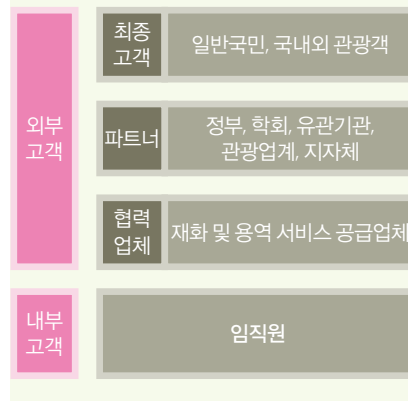 외부
고객
최종
고객
일반국민, 국내외 관광객
파트너
정부, 학회, 유관기관,
관광업계, 지자체
협력
업체
재화 및 용역 서비스 공급업체
내부
고객
임직원